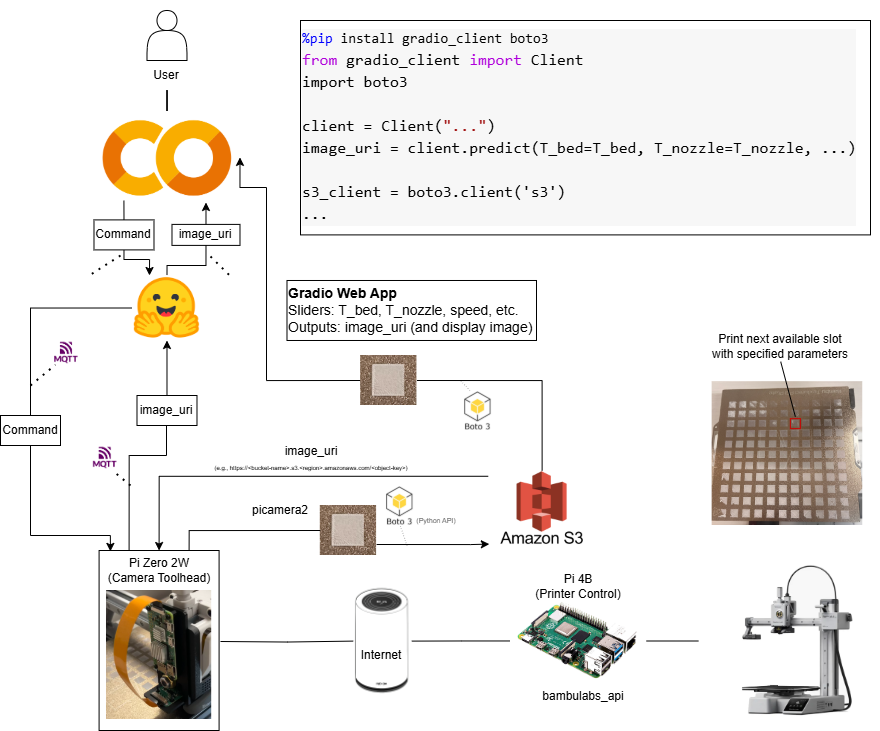 User
%pip install gradio_client boto3
from gradio_client import Client
import boto3
client = Client("...")
image_uri = client.predict(T_bed=T_bed, T_nozzle=T_nozzle, ...)
s3_client = boto3.client('s3')
...
Command
image_uri
Gradio Web App
Sliders: T_bed, T_nozzle, speed, etc.
Outputs: image_uri (and display image)
MQTT
Print next available slot
with specified parameters
Command
image_uri
Boto 3
MQTT
image_uri
(e.g., https://<bucket-name>.s3.<region>.amazonaws.com/<object-key>)
picamera2
Boto 3 (Python API)
Amazon S3
Pi Zero 2W
(Camera Toolhead)
Pi 4B
(Printer Control)
Internet
bambulabs_api